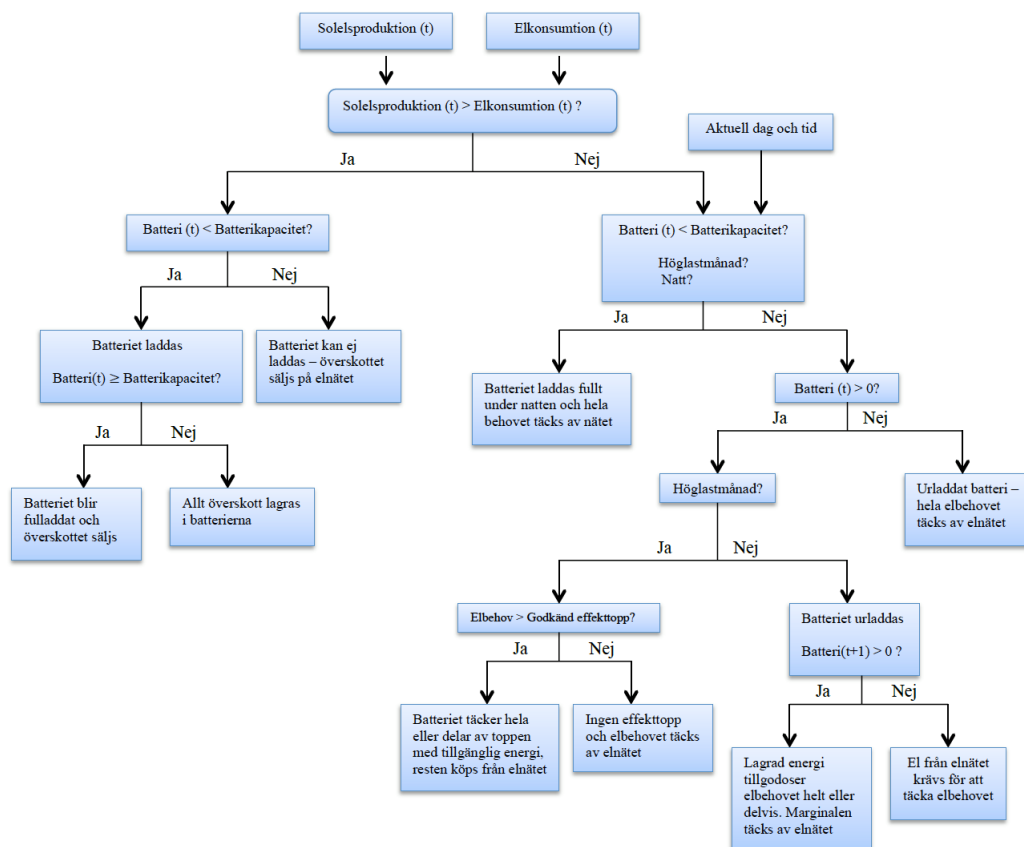 Solelsproduktion (t)
Elkonsumtion (t)
Solelsproduktion (t) > Elkonsumtion (t) ?
Aktuell dag och tid
Ja
Nej
Batteri (t) < Batterikapacitet?
Batteri (t) < Batterikapacitet?
Höglastmånad?
Natt?
Ja
Nej
Ja
Nej
Batteriet laddas
Batteri(t) ≥ Batterikapacitet?
Batteriet kan ej
laddas – överskottet
säljs på elnätet
Batteriet laddas fullt
under natten och hela
behovet täcks av nätet
Batteri (t) > 0?
Ja
Nej
Ja
Nej
Batteriet blir
fulladdat och
överskottet säljs
Allt överskott lagras
i batterierna
Höglastmånad?
Urladdat batteri –
hela elbehovet
täcks av elnätet
Ja
Nej
Elbehov > Godkänd effekttopp?
Batteriet urladdas
Batteri(t+1) > 0 ?
Ja
Nej
Ja
Nej
Batteriet täcker hela
eller delar av toppen
med tillgänglig energi,
resten köps från elnätet
Ingen effekttopp
och elbehovet täcks
av elnätet
Lagrad energi
tillgodoser
elbehovet helt eller
delvis. Marginalen
täcks av elnätet
El från elnätet
krävs för att
täcka elbehovet